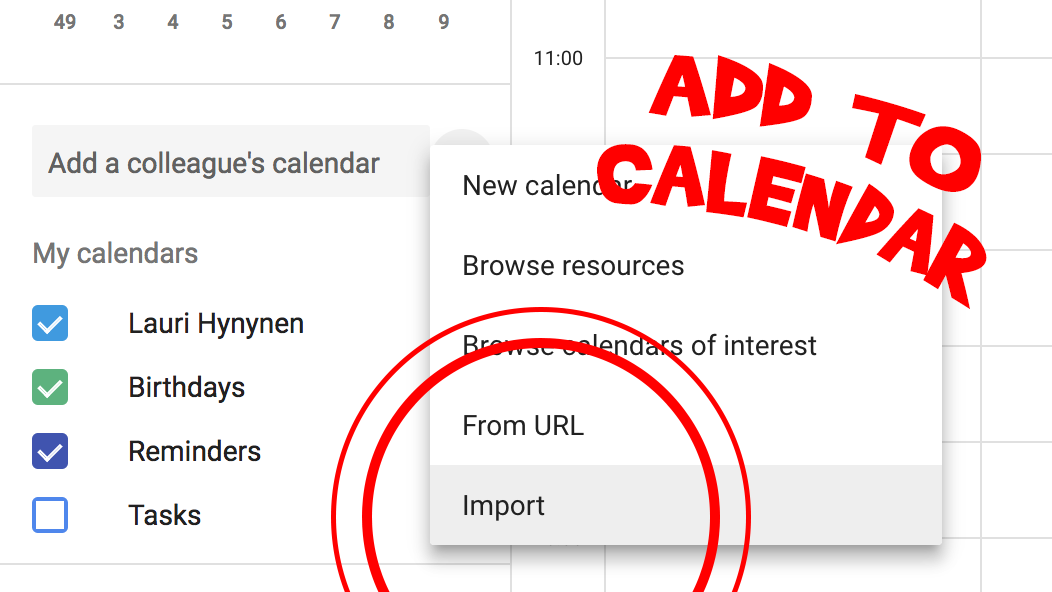 49 3 4 5 6 7 8 9
11:00
ADD TO
CALENDAR
Add a colleague's calendar
My calendars
Lauri Hynynen
Birthdays
Reminders
Tasks
New calendar
Browse resources
Browse calendars of interest
From URL
Import